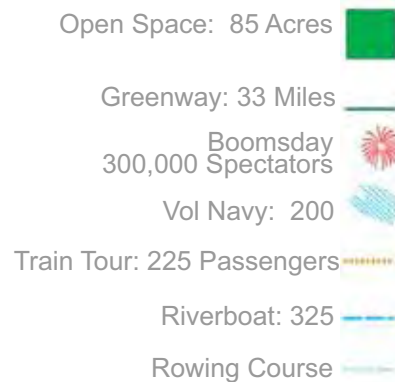 Open Space: 85 Acres
Greenway: 33 Miles
Boomsday
300,000 Spectators
Vol Navy: 200
Train Tour: 225 Passengers
Riverboat: 325
Rowing Course